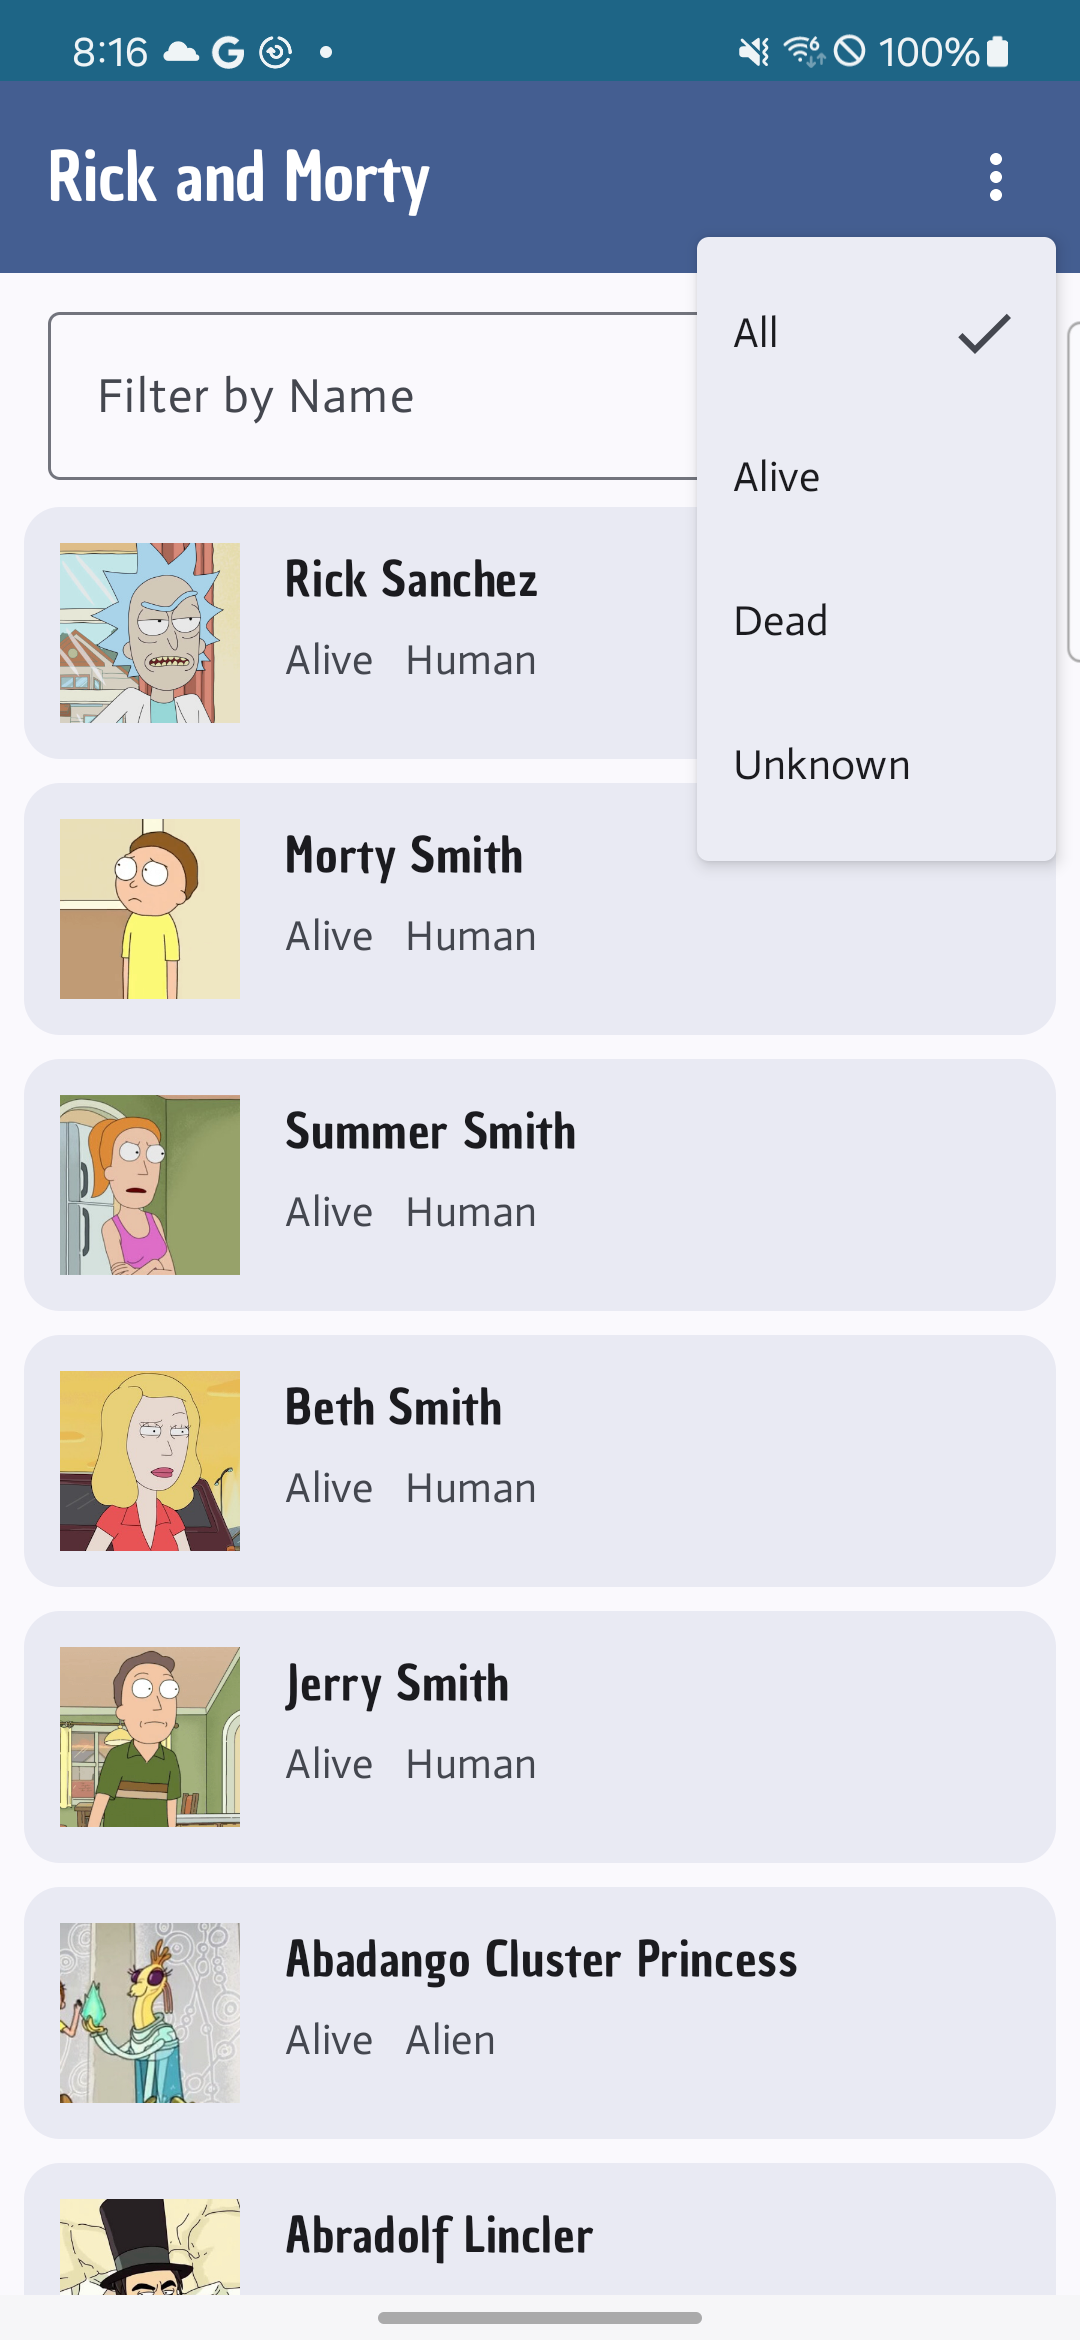 8:16
100%
Rick and Morty
All
Filter by Name
Alive
Rick Sanchez
Alive Human
Dead
Unknown
Morty Smith
Alive Human
Summer Smith
Alive Human
Beth Smith
Alive Human
Jerry Smith
Alive Human
Abadango Cluster Princess
Alive Alien
Abradolf Lincler